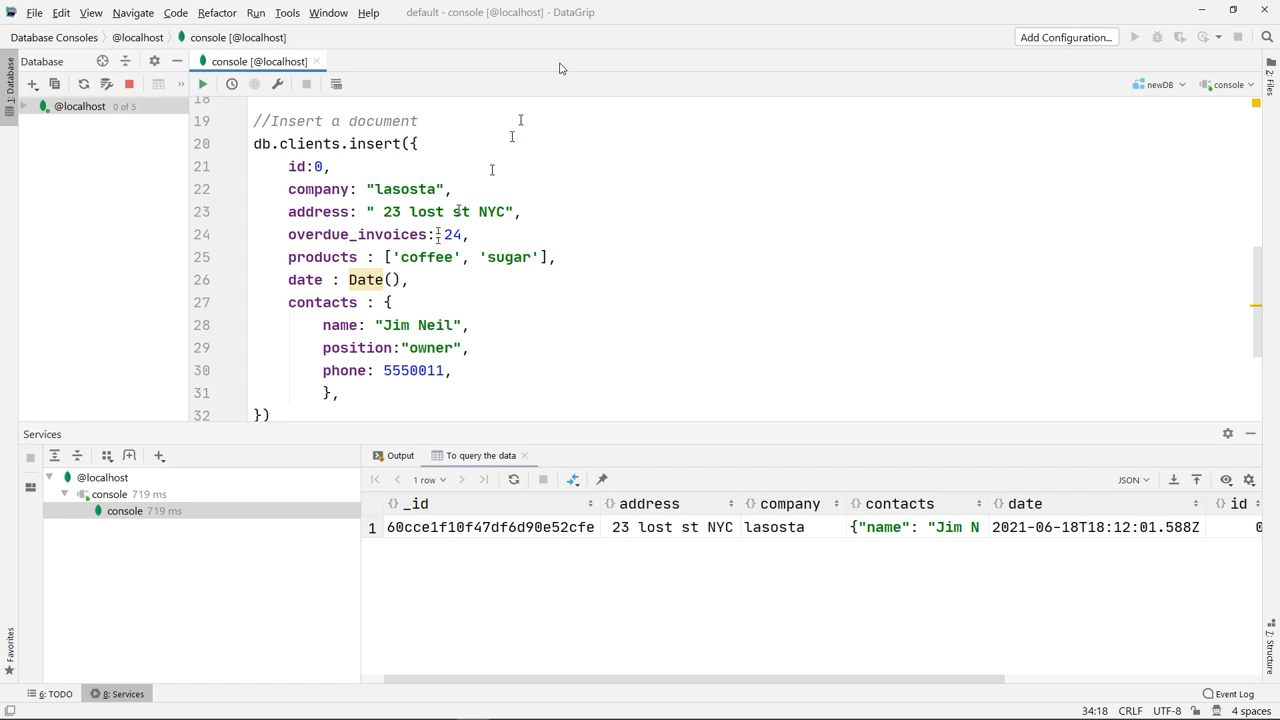 File Edit View Navigate Code Refactor Run Tools Window Help default - console [@localhost] - DataGrip
Database Consoles @localhost console [@localhost] Add Configuration...
1: Database
Database
console [@localhost]
newDB console
2: Files
@localhost 0 of 5
18
19 //Insert a document
20 db.clients.insert({
21 id:0,
22 company: "lasosta",
23 address: " 23 lost st NYC",
24 overdue_invoices: 24,
25 products : ['coffee', 'sugar'],
26 date : Date(),
27 contacts : {
28 name: "Jim Neil",
29 position:"owner",
30 phone: 5550011,
31 },
32 })
Services
Output To query the data
1 row JSON
@localhost
console 719 ms
console 719 ms
_id address company contacts date id
1 60cce1f10f47df6d90e52cfe 23 lost st NYC lasosta {"name": "Jim N 2021-06-18T18:12:01.588Z 0
Favorites
Z: Structure
6: TODO 8: Services Event Log
34:18 CRLF UTF-8 4 spaces